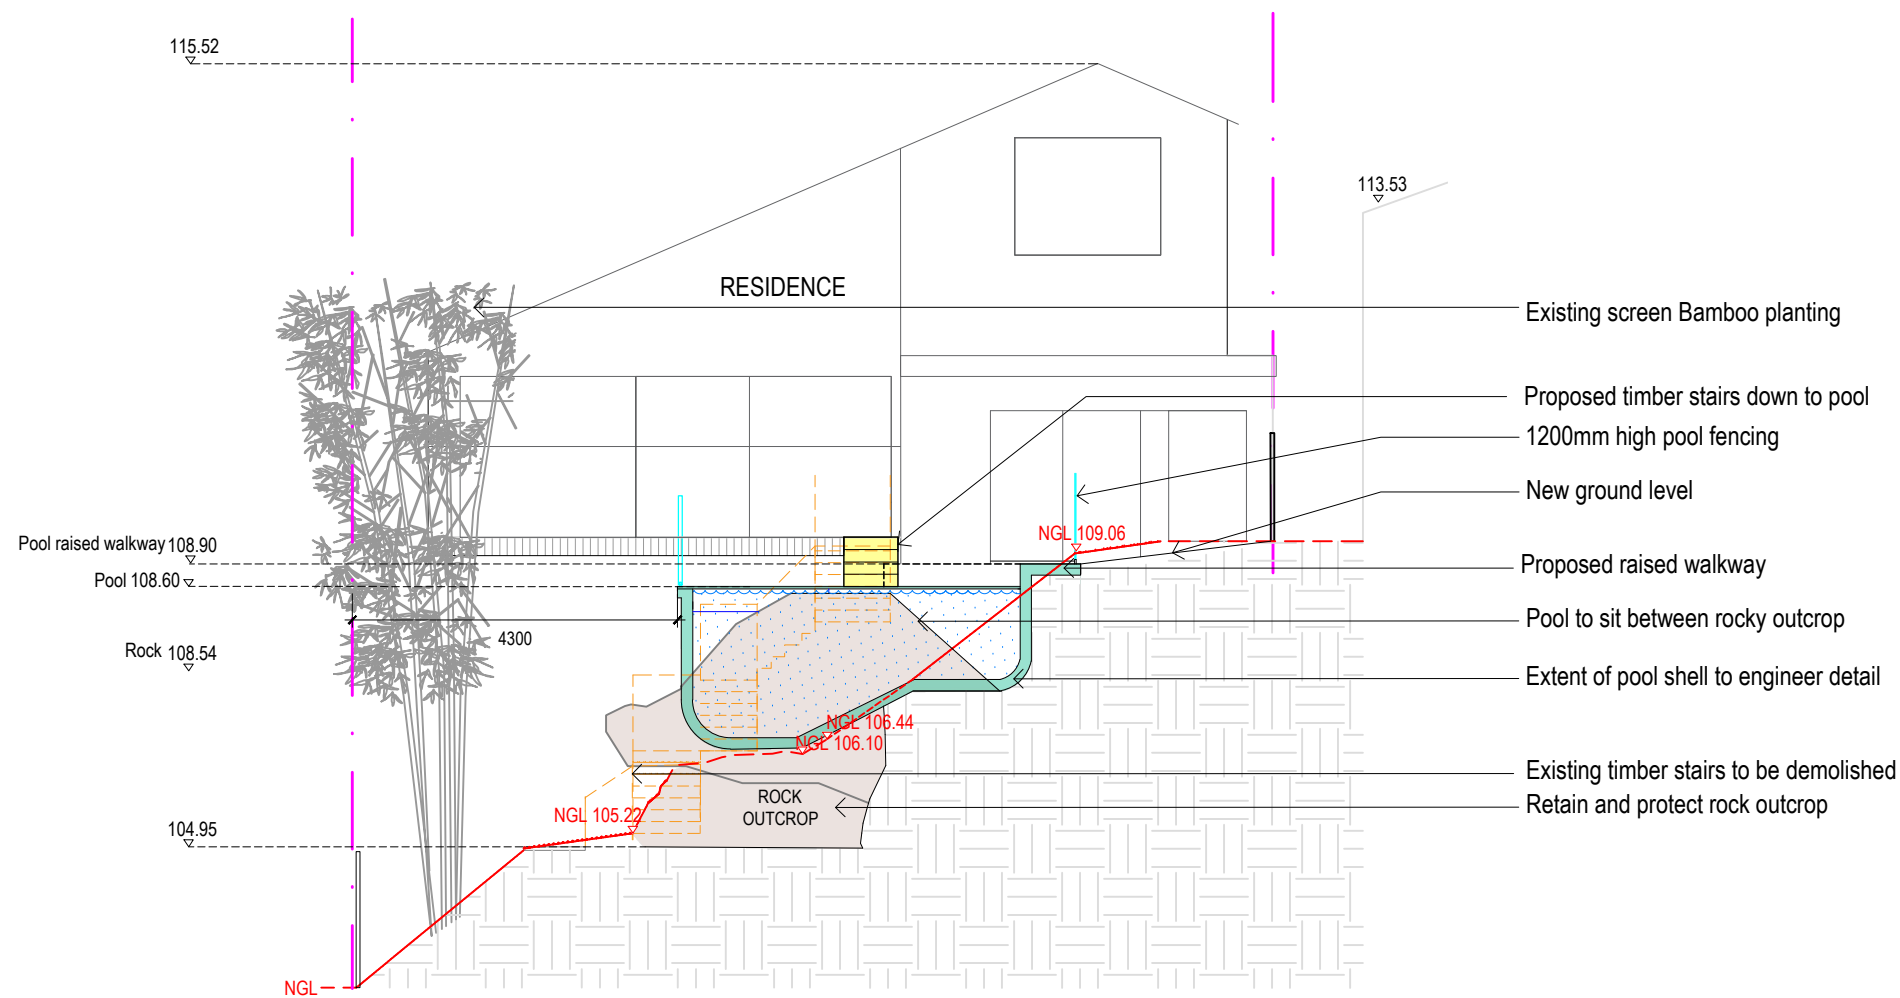 115.52
113.53
RESIDENCE
Existing screen Bamboo planting
Proposed timber stairs down to pool
1200mm high pool fencing
New ground level
NGL 109.06
Pool raised walkway 108.90
Proposed raised walkway
Pool 108.60
Pool to sit between rocky outcrop
4300
Rock 108.54
Extent of pool shell to engineer detail
NGL 106.44
NGL 106.10
Existing timber stairs to be demolished
ROCK
OUTCROP
Retain and protect rock outcrop
NGL 105.22
104.95
NGL